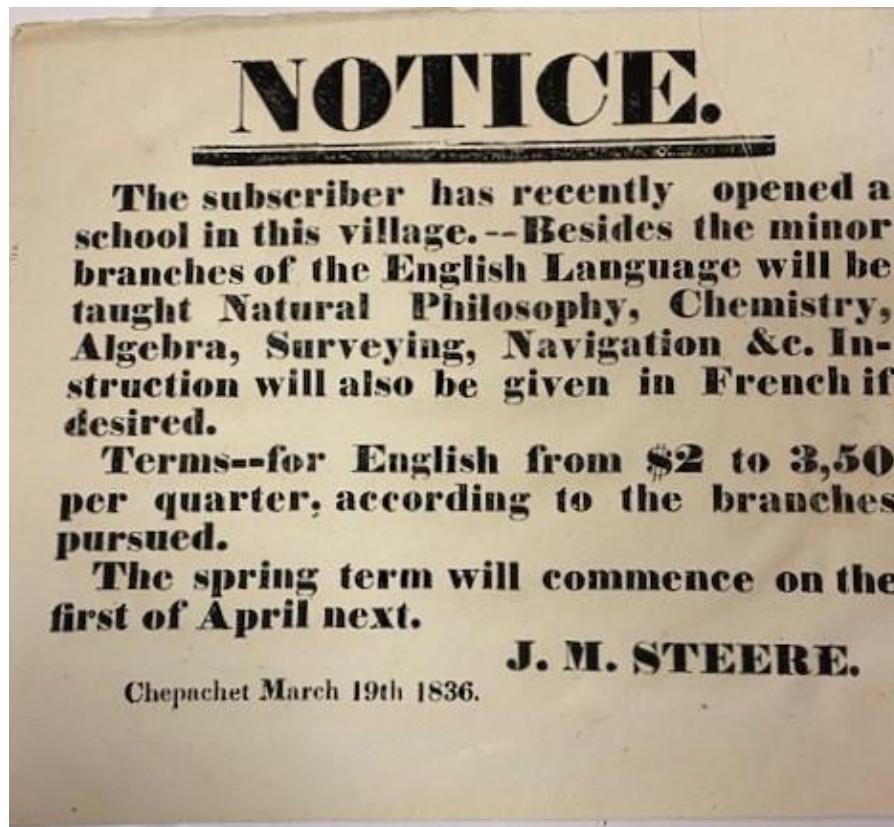 NOTICE.
The subscriber has recently opened a
school in this village.--Besides the minor
branches of the English Language will be
taught Natural Philosophy, Chemistry,
Algebra, Surveying, Navigation &c. In-
struction will also be given in French if
desired.
Terms--for English from $2 to 3,50
per quarter, according to the branches
pursued.
The spring term will commence on the
first of April next.
J. M. STEERE.
Chepachet March 19th 1836.